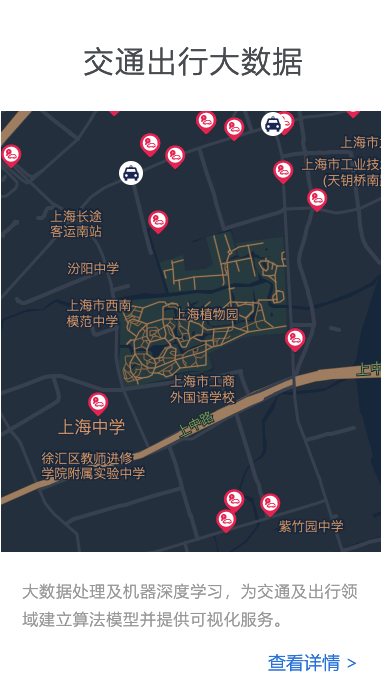 交通出行大数据
上海市
上海市工业技
(天钥桥南
上海长途
客运南站
汾阳中学
上海市西南
模范中学
上海植物园
上中
上海市工商
外国语学校
上中路
上海中学
徐汇区教师进修
学院附属实验中学
紫竹园中学
大数据处理及机器深度学习，为交通及出行领
域建立算法模型并提供可视化服务。
查看详情 >